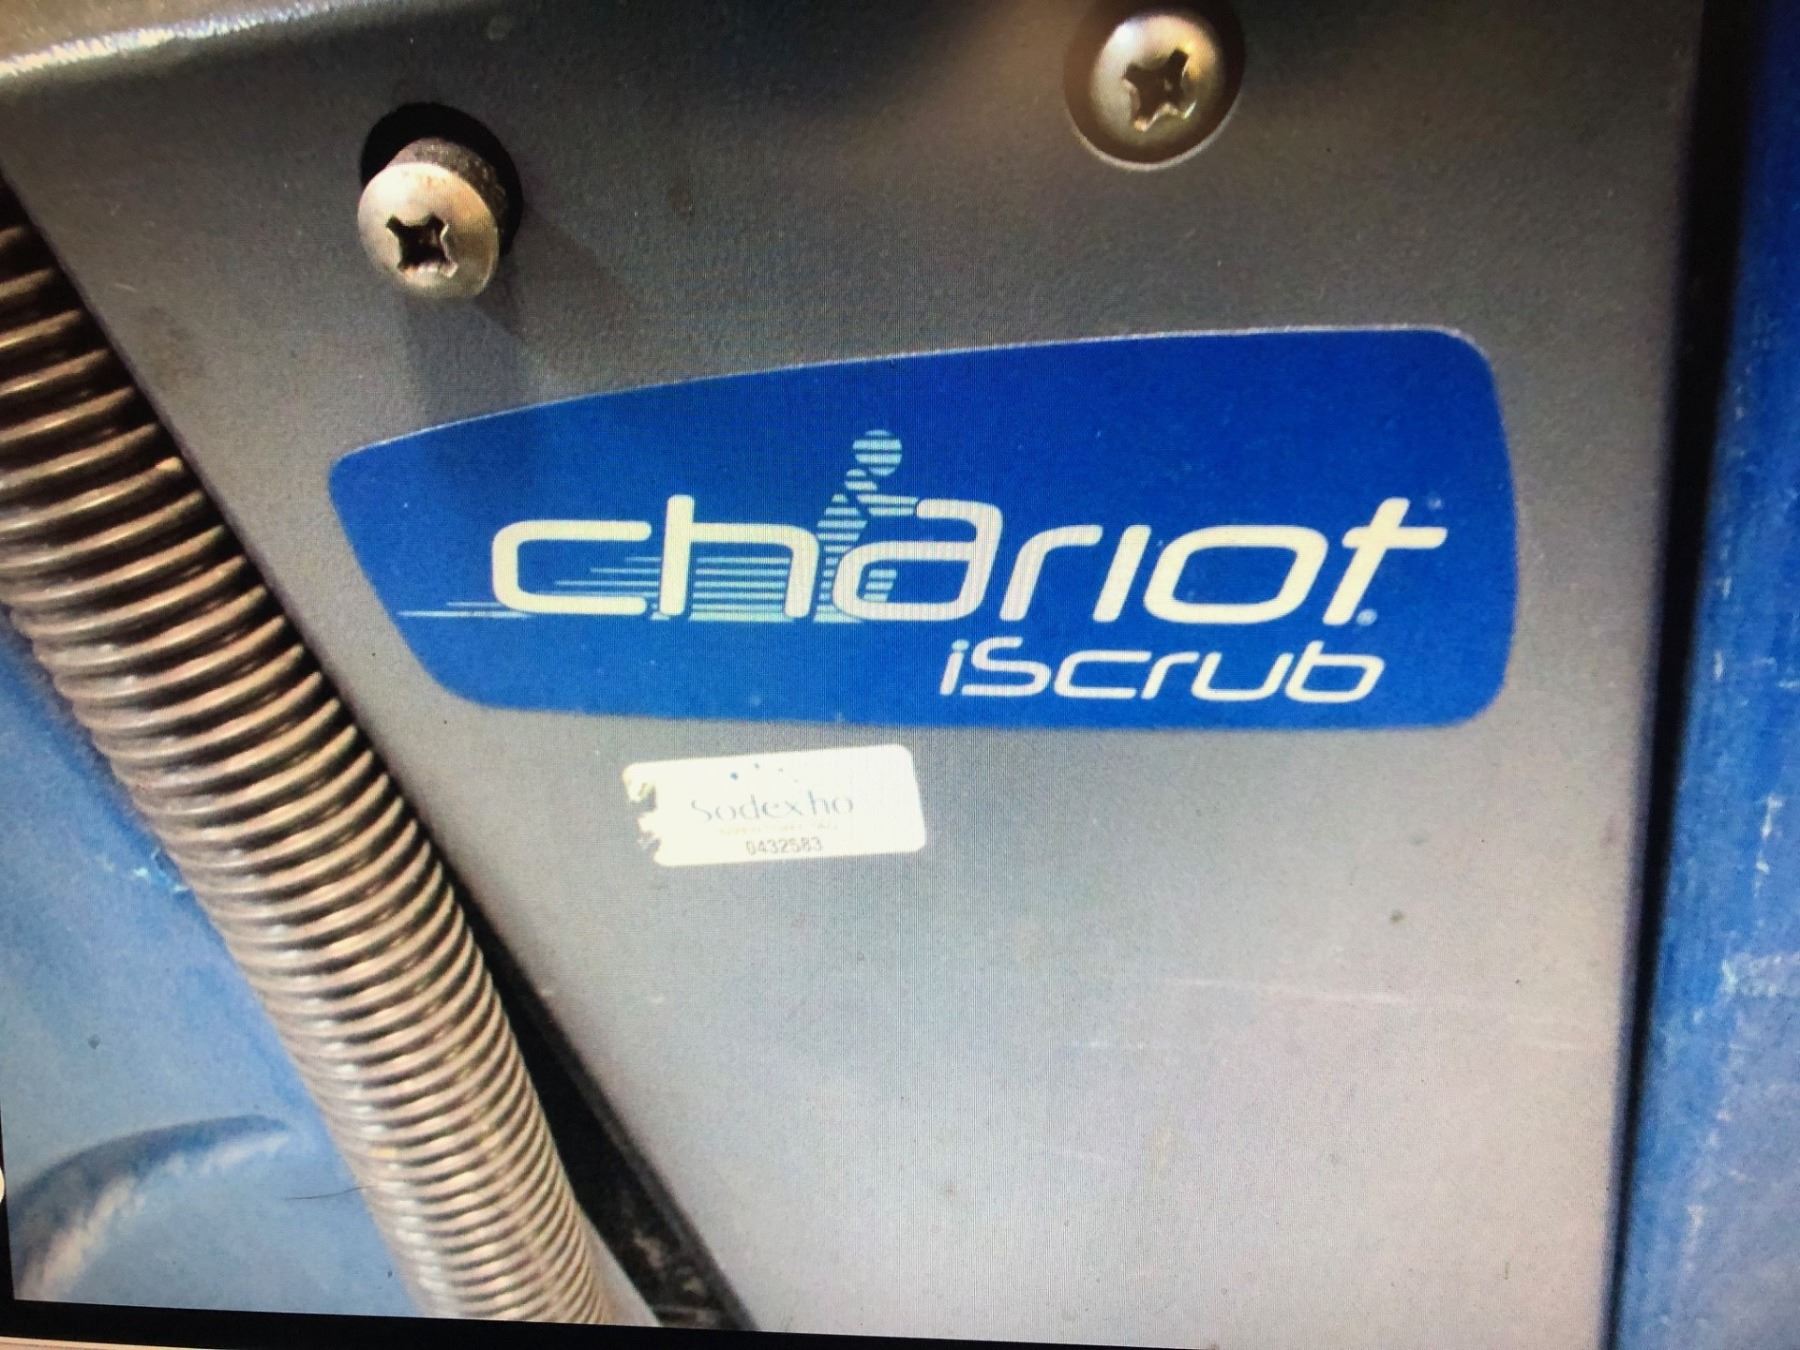 chariot®
iScrub
Sodexho
0432583